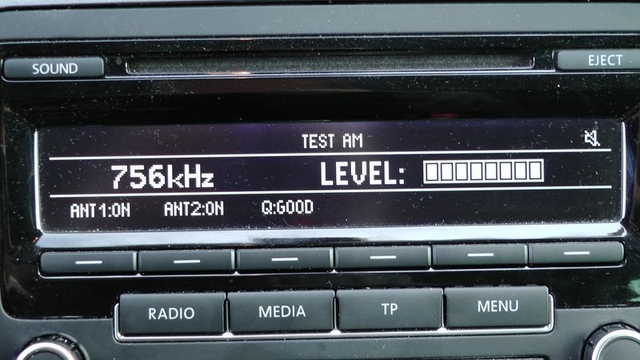 SOUND
EJECT
TEST AM
756kHz LEVEL:
ANT1:ON ANT2:ON Q:GOOD
RADIO MEDIA TP MENU